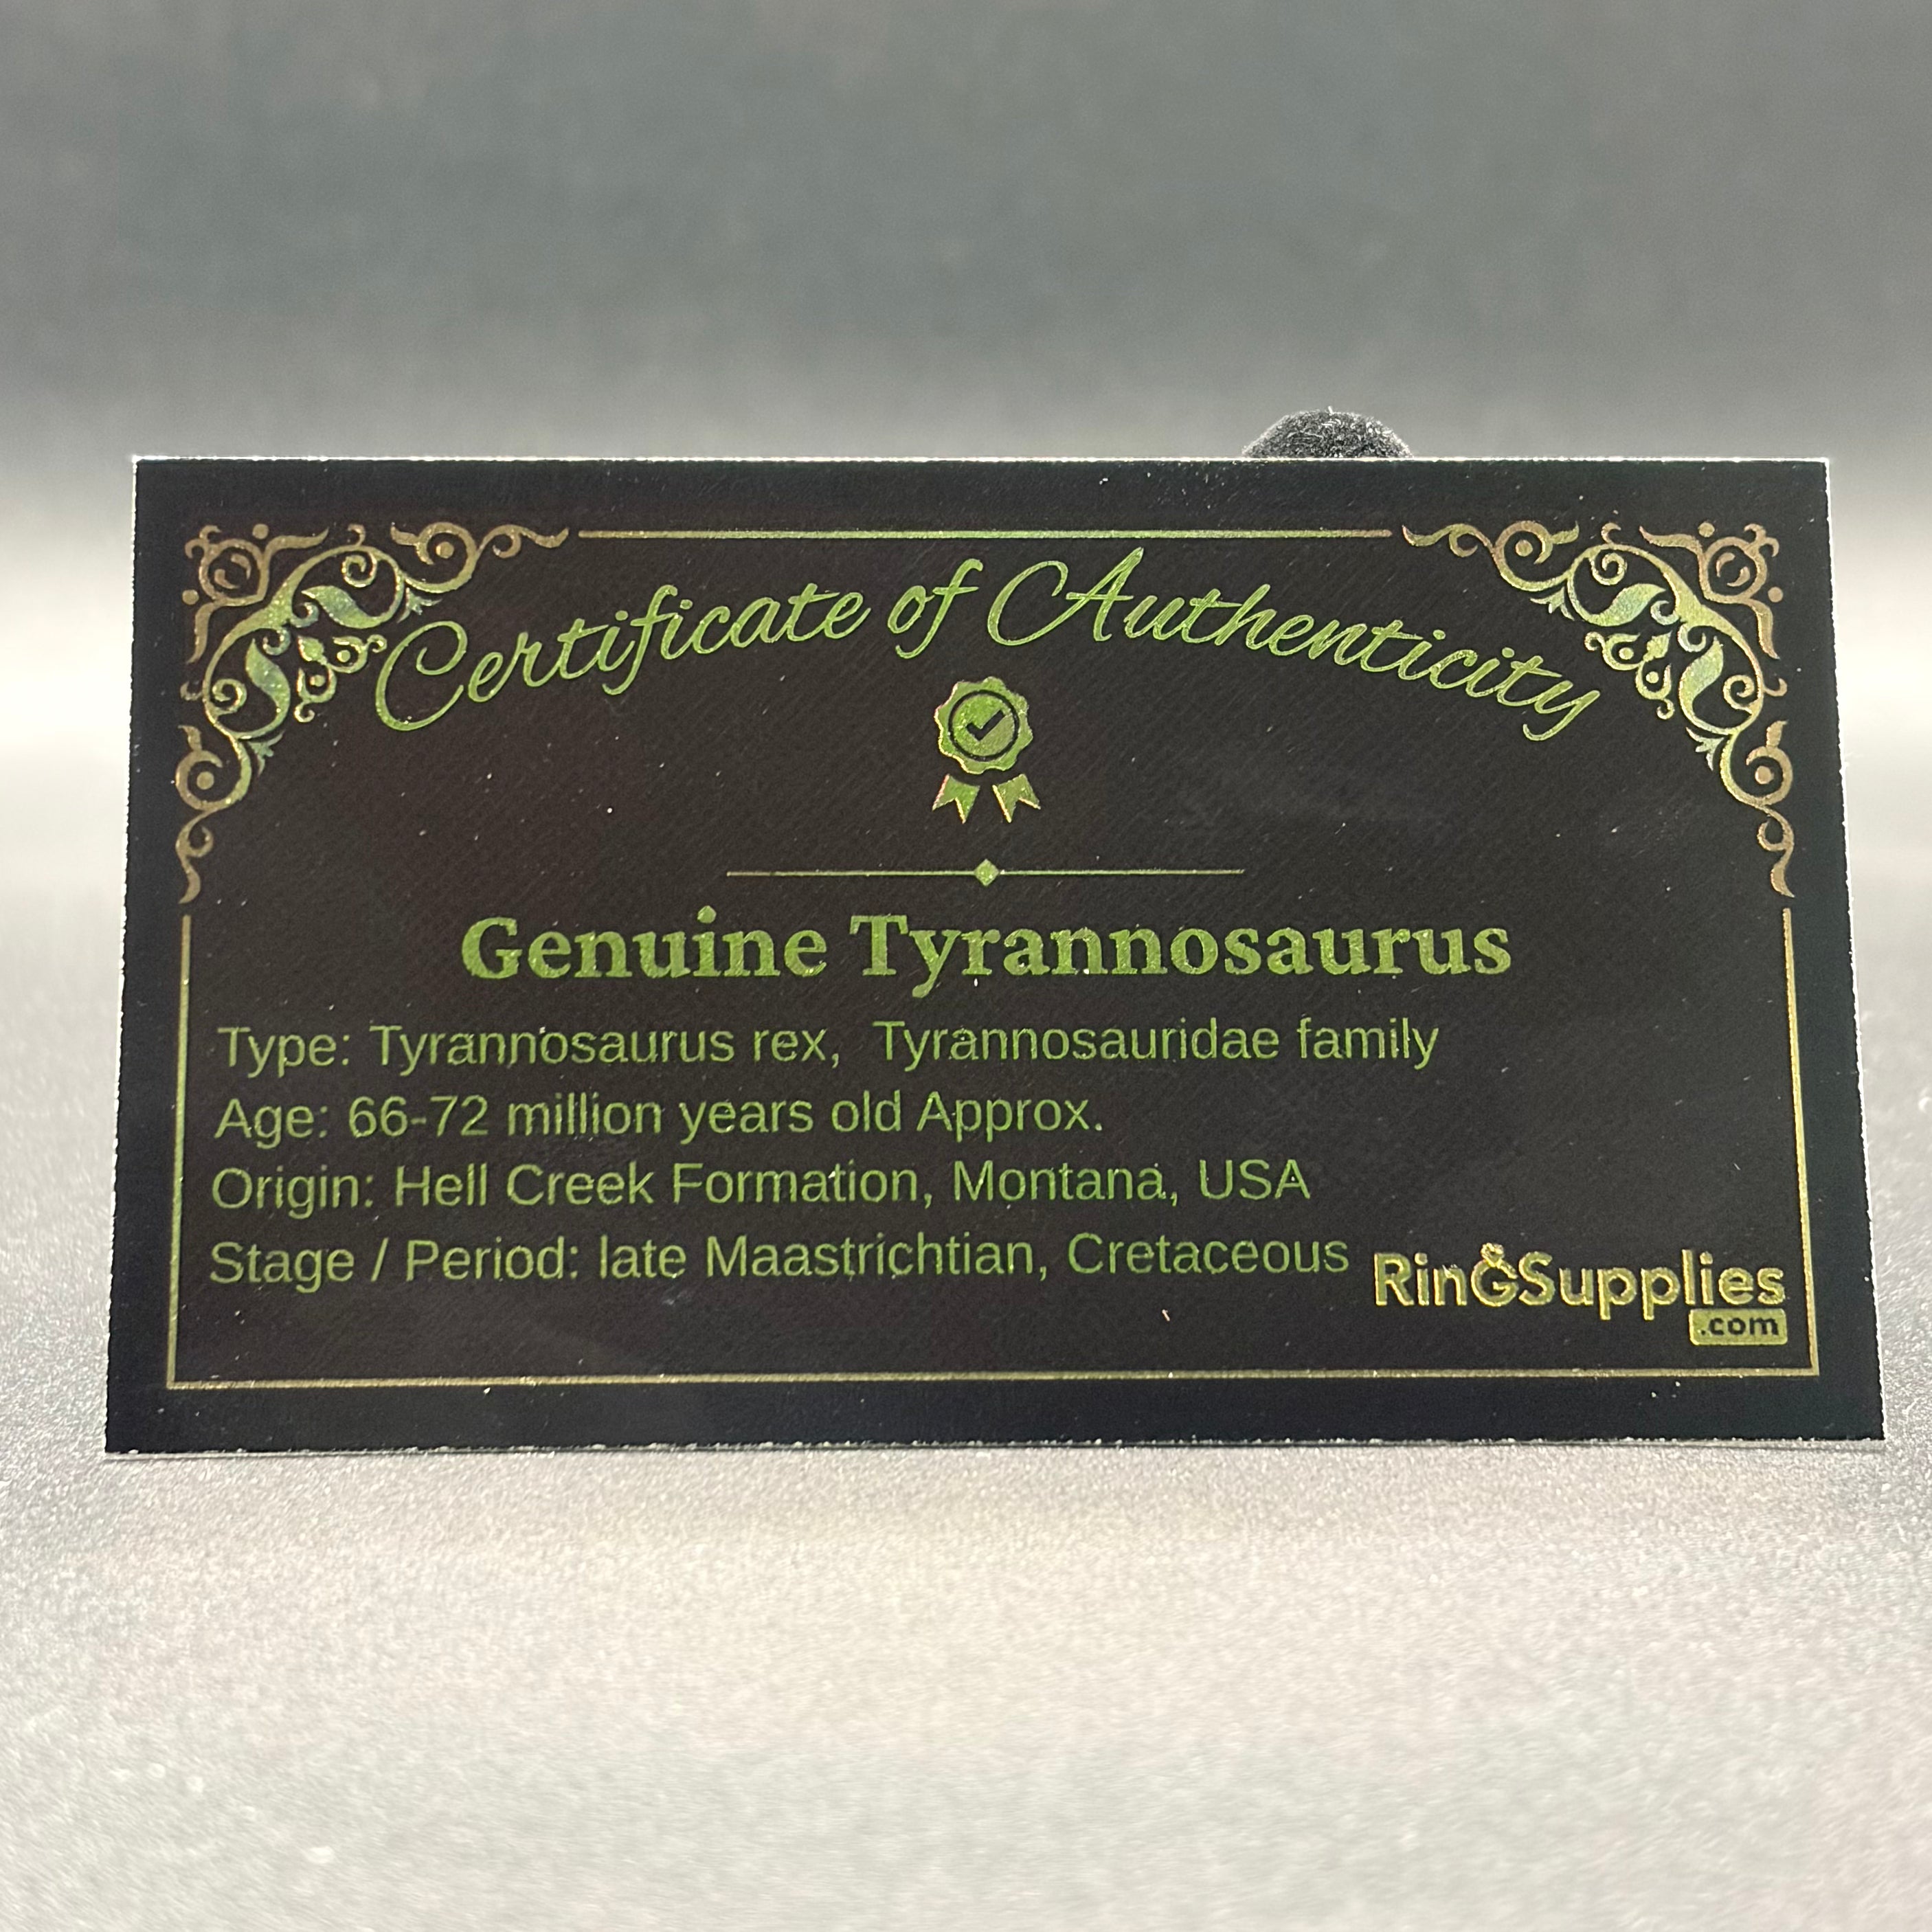 Certificate of Authenticity
Genuine Tyrannosaurus
Type: Tyrannosaurus rex, Tyrannosauridae family
Age: 66-72 million years old Approx.
Origin: Hell Creek Formation, Montana, USA
Stage / Period: late Maastrichtian, Cretaceous
RinGSupplies
.com